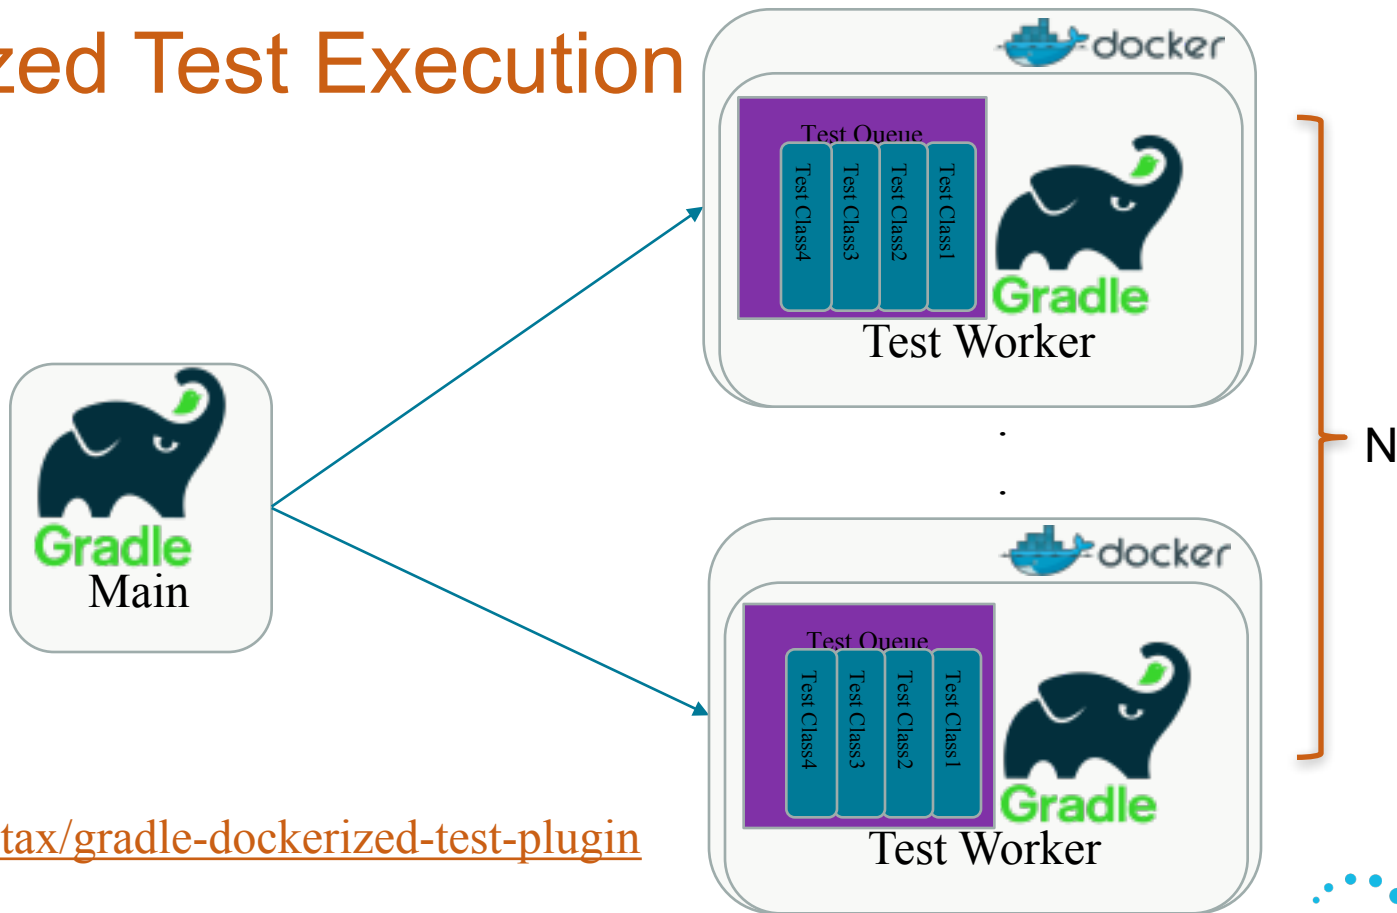 zed Test Execution
docker
Test Queue
Test Class4
Test Class3
Test Class2
Test Class1
Gradle
Test Worker
.
.
Gradle
Main
N
docker
Test Queue
Test Class4
Test Class3
Test Class2
Test Class1
Gradle
Test Worker
tax/gradle-dockerized-test-plugin